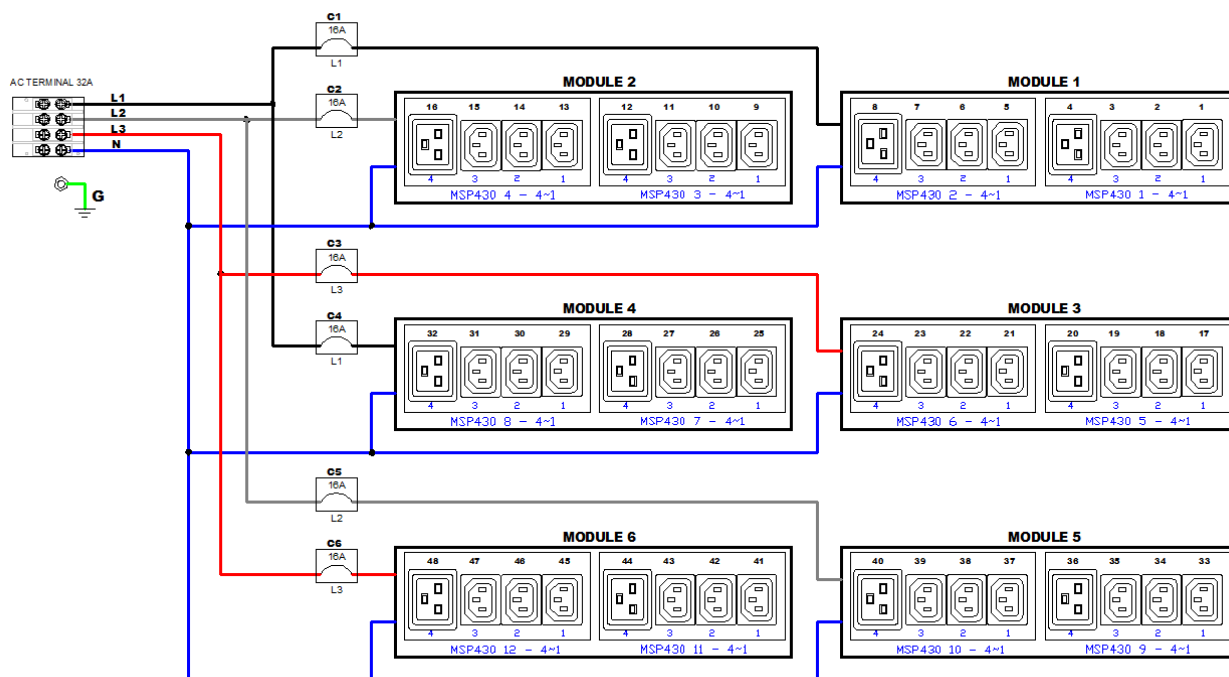 C1
16A
L1
AC TERMINAL 32A
L1
L2
L3
N
G
C2
16A
L2
MODULE 2
16 15 14 13 12 11 10 9
4 3 2 1 4 3 2 1
MSP430 4 - 4~1 MSP430 3 - 4~1
MODULE 1
8 7 6 5 4 3 2 1
4 3 2 1 4 3 2 1
MSP430 2 - 4~1 MSP430 1 - 4~1
C3
16A
L3
C4
16A
L1
MODULE 4
32 31 30 29 28 27 26 25
4 3 2 1 4 3 2 1
MSP430 8 - 4~1 MSP430 7 - 4~1
MODULE 3
24 23 22 21 20 19 18 17
4 3 2 1 4 3 2 1
MSP430 6 - 4~1 MSP430 5 - 4~1
C5
16A
L2
C6
16A
L3
MODULE 6
48 47 46 45 44 43 42 41
4 3 2 1 4 3 2 1
MSP430 12 - 4~1 MSP430 11 - 4~1
MODULE 5
40 39 38 37 36 35 34 33
4 3 2 1 4 3 2 1
MSP430 10 - 4~1 MSP430 9 - 4~1